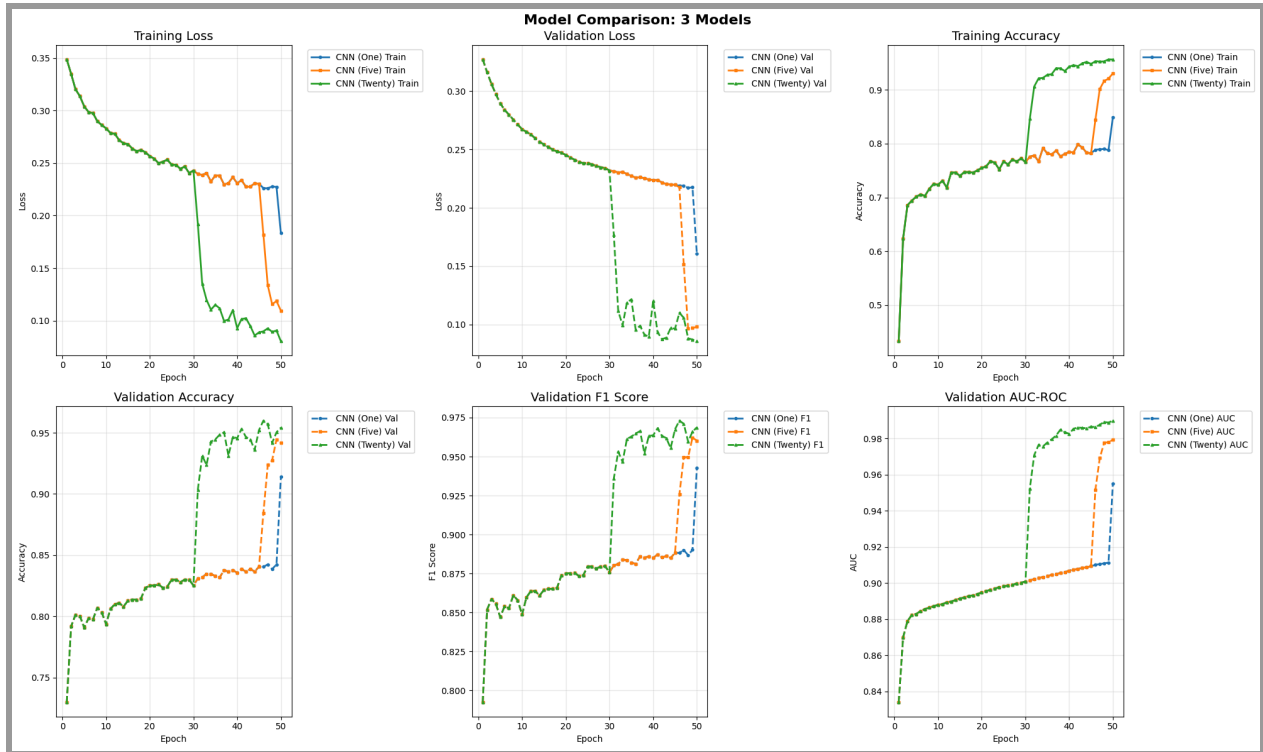 Model Comparison: 3 Models
Training Loss
Loss
0.35
0.30
0.25
0.20
0.15
0.10
0 10 20 30 40 50
Epoch
CNN (One) Train
CNN (Five) Train
CNN (Twenty) Train
Validation Loss
Loss
0.30
0.25
0.20
0.15
0.10
0 10 20 30 40 50
Epoch
CNN (One) Val
CNN (Five) Val
CNN (Twenty) Val
Training Accuracy
Accuracy
0.9
0.8
0.7
0.6
0.5
0 10 20 30 40 50
Epoch
CNN (One) Train
CNN (Five) Train
CNN (Twenty) Train
Validation Accuracy
Accuracy
0.95
0.90
0.85
0.80
0.75
0 10 20 30 40 50
Epoch
CNN (One) Val
CNN (Five) Val
CNN (Twenty) Val
Validation F1 Score
F1 Score
0.975
0.950
0.925
0.900
0.875
0.850
0.825
0.800
0 10 20 30 40 50
Epoch
CNN (One) F1
CNN (Five) F1
CNN (Twenty) F1
Validation AUC-ROC
AUC
0.98
0.96
0.94
0.92
0.90
0.88
0.86
0.84
0 10 20 30 40 50
Epoch
CNN (One) AUC
CNN (Five) AUC
CNN (Twenty) AUC